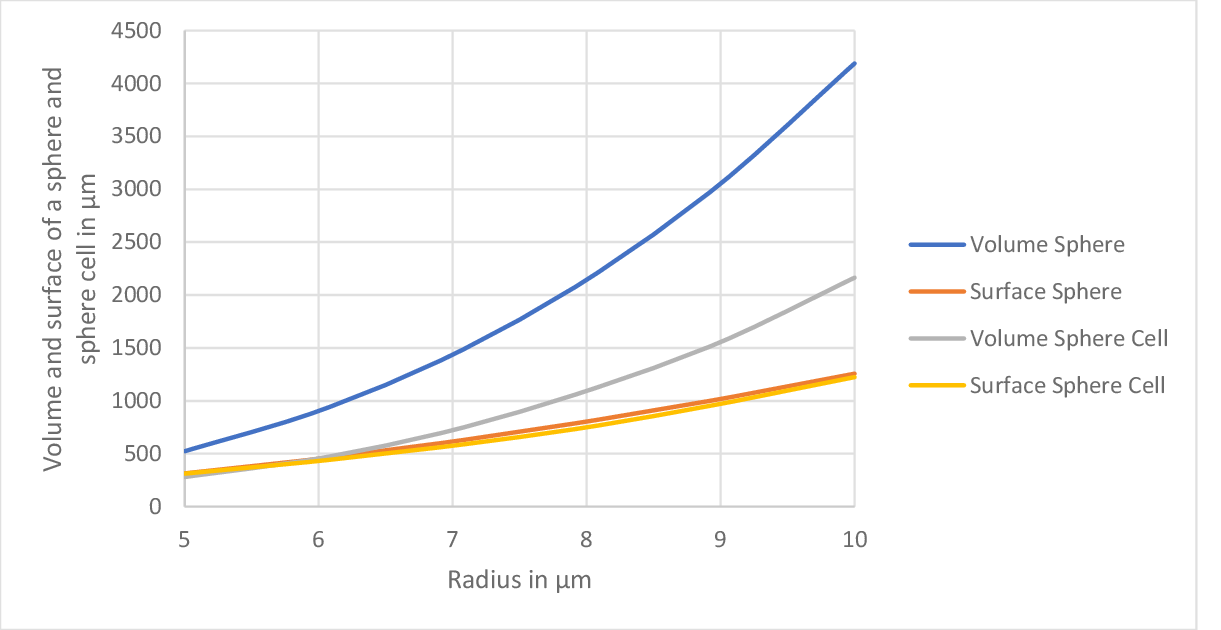 Volume and surface of a sphere and
sphere cell in µm
4500
4000
3500
3000
2500
2000
1500
1000
500
0
5 6 7 8 9 10
Radius in µm
Volume Sphere
Surface Sphere
Volume Sphere Cell
Surface Sphere Cell